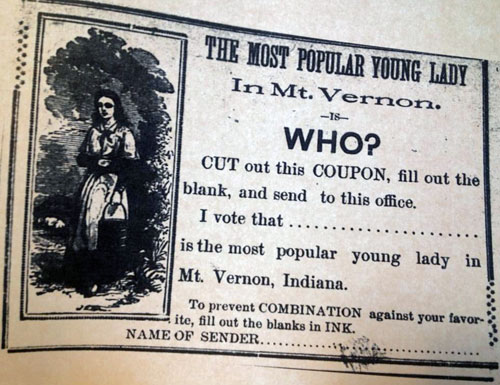 THE MOST POPULAR YOUNG LADY
In Mt. Vernon.
—IS—
WHO?
CUT out this COUPON, fill out the
blank, and send to this office.
I vote that ..............................
is the most popular young lady in
Mt. Vernon, Indiana.
To prevent COMBINATION against your favor-
ite, fill out the blanks in INK.
NAME OF SENDER..............................